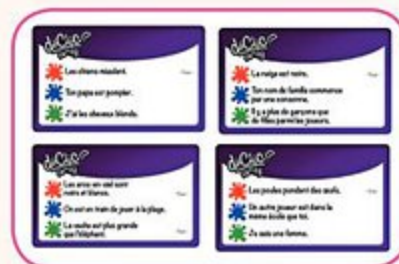 Les chiens miaulent.
Ton papa est pompier.
J'ai les cheveux blonds.
La neige est noire.
Ton nom de famille commence
par une consonne.
Il y a plus de garçons que
de filles parmi les joueurs.
Les arcs-en-ciel sont
noirs et blancs.
On est en train de jouer à la plage.
La vache est plus grande
que l'éléphant.
Les poules pondent des œufs.
Un autre joueur est dans la
même école que toi.
Je suis une femme.